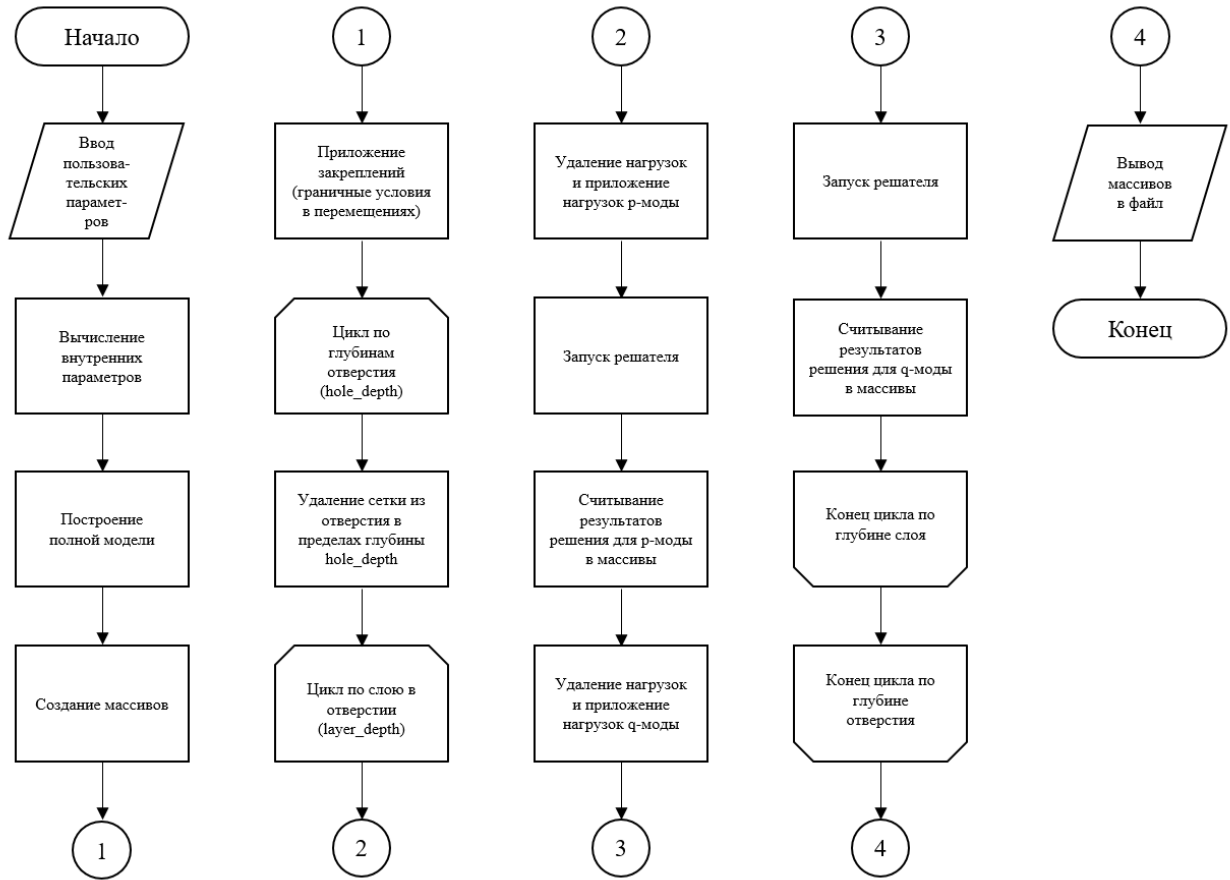 Начало
Ввод
пользова-
тельских
парамет-
ров
Вычисление
внутренних
параметров
Построение
полной модели
Создание массивов
1
1
Приложение
закреплений
(граничные условия
в перемещениях)
Цикл по
глубинам
отверстия
(hole_depth)
Удаление сетки из
отверстия в
пределах глубины
hole_depth
Цикл по слою в
отверстии
(layer_depth)
2
2
Удаление нагрузок
и приложение
нагрузок p-моды
Запуск решателя
Считывание
результатов
решения для p-моды
в массивы
Удаление нагрузок
и приложение
нагрузок q-моды
3
3
Запуск решателя
Считывание
результатов
решения для q-моды
в массивы
Конец цикла по
глубине слоя
Конец цикла по
глубине
отверстия
4
4
Вывод
массивов
в файл
Конец